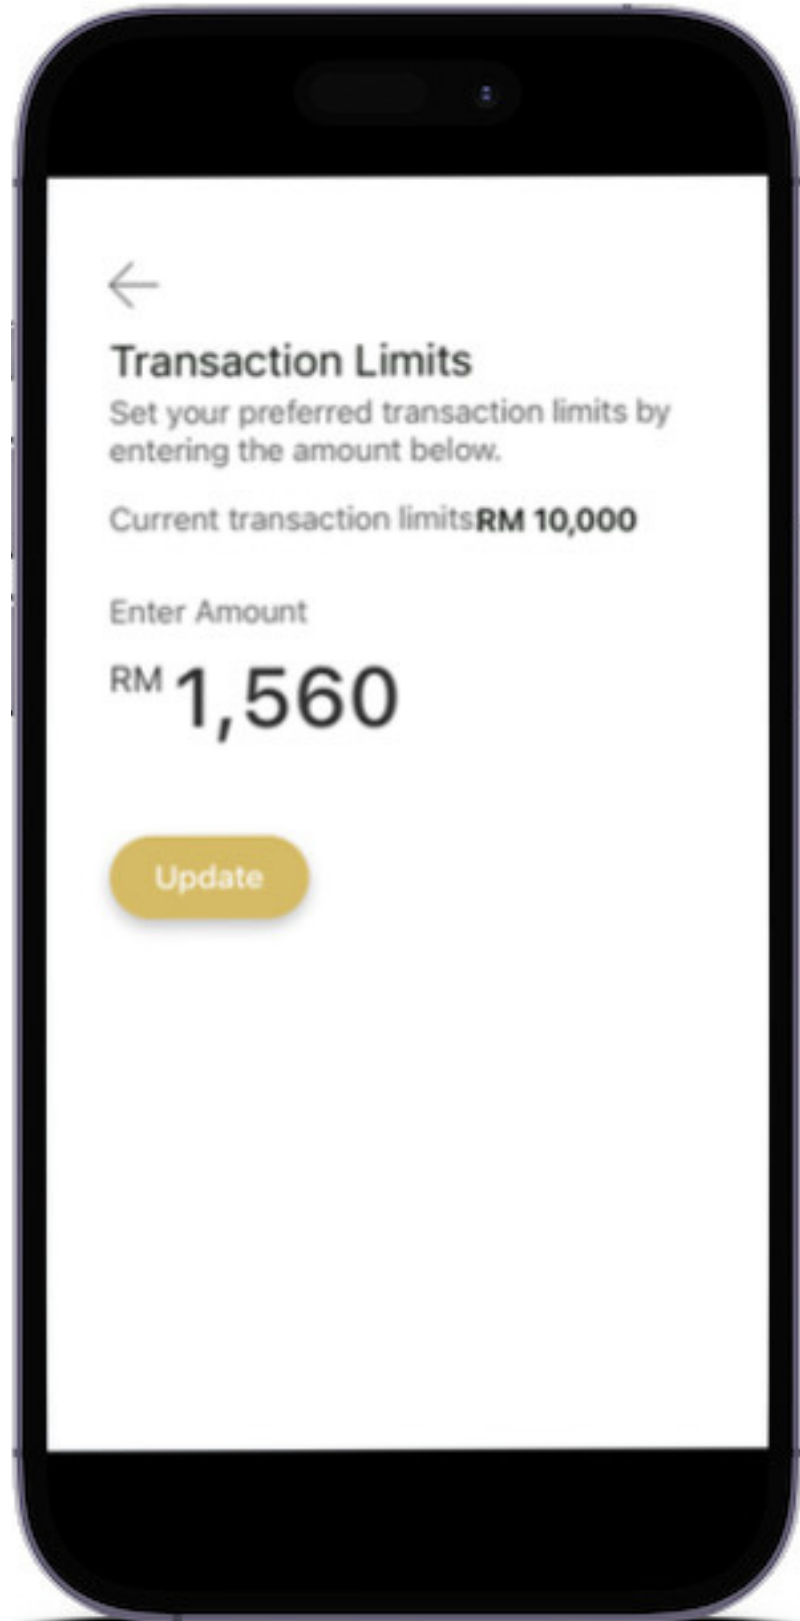 Transaction Limits
Set your preferred transaction limits by
entering the amount below.
Current transaction limitsRM 10,000
Enter Amount
RM 1,560
Update